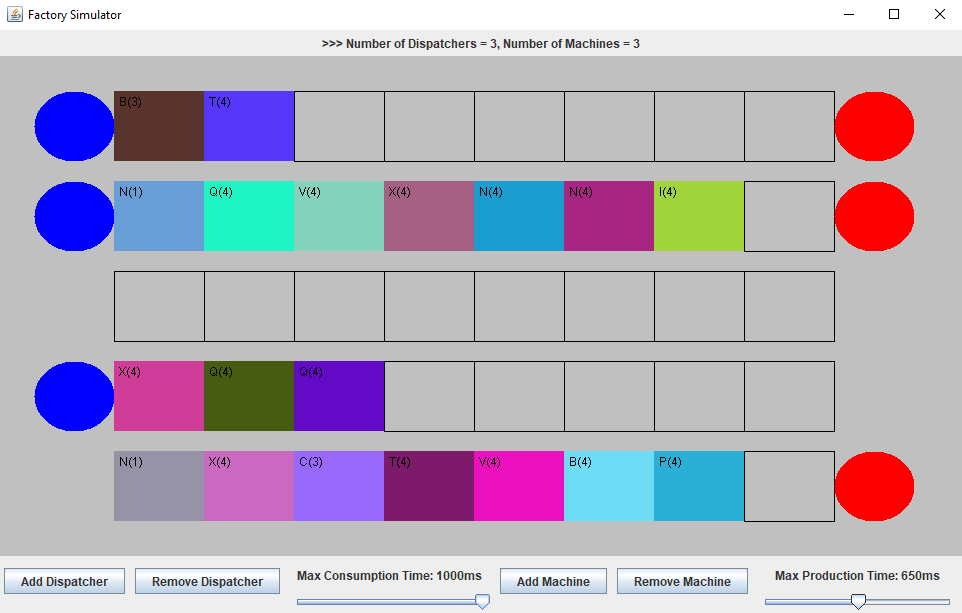 Factory Simulator
>>> Number of Dispatchers = 3, Number of Machines = 3
B(3) T(4)
N(1) Q(4) V(4) X(4) N(4) N(4) I(4)
X(4) Q(4) Q(4)
N(1) X(4) C(3) T(4) V(4) B(4) P(4)
Add Dispatcher Remove Dispatcher Max Consumption Time: 1000ms Add Machine Remove Machine Max Production Time: 650ms